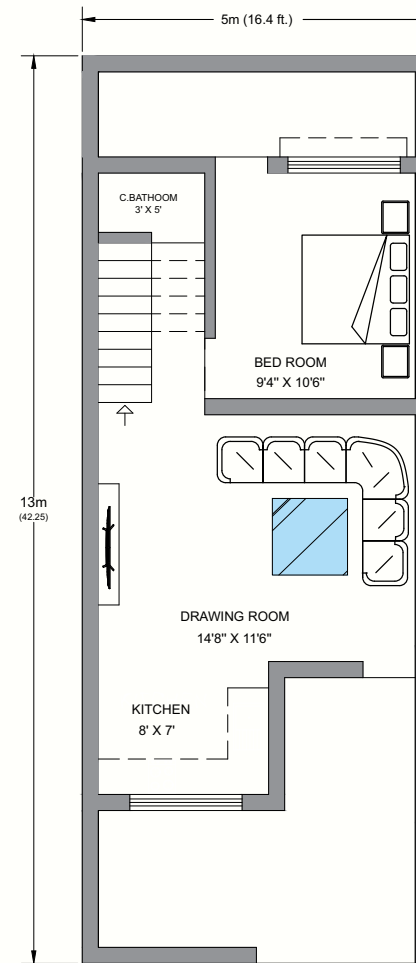 5m (16.4 ft.)
C.BATHOOM
3' X 5'
BED ROOM
9'4" X 10'6"
13m
(42.25)
DRAWING ROOM
14'8" X 11'6"
KITCHEN
8' X 7'